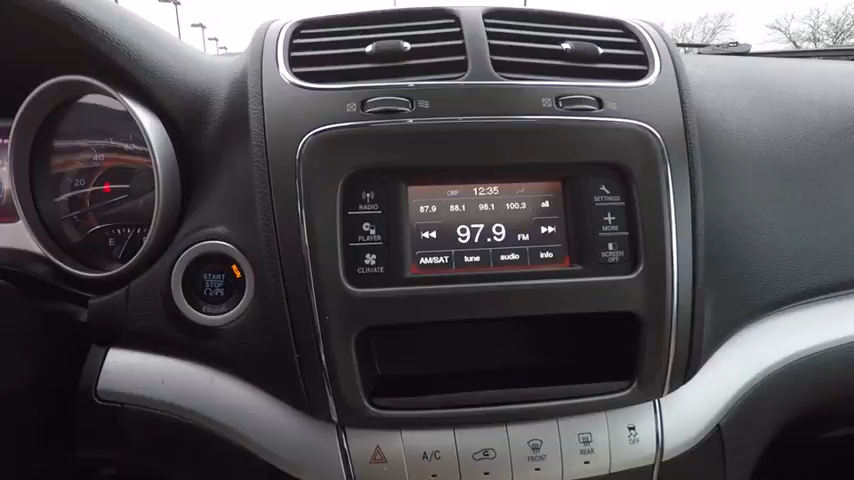 12:35
87.9 88.1 98.1 100.3 all
97.9 FM
AM/SAT tune audio info
RADIO
PLAYER
CLIMATE
SETTINGS
MORE
SCREEN
OFF
START
STOP
RUN
20
40
E
A/C
FRONT
REAR
OFF